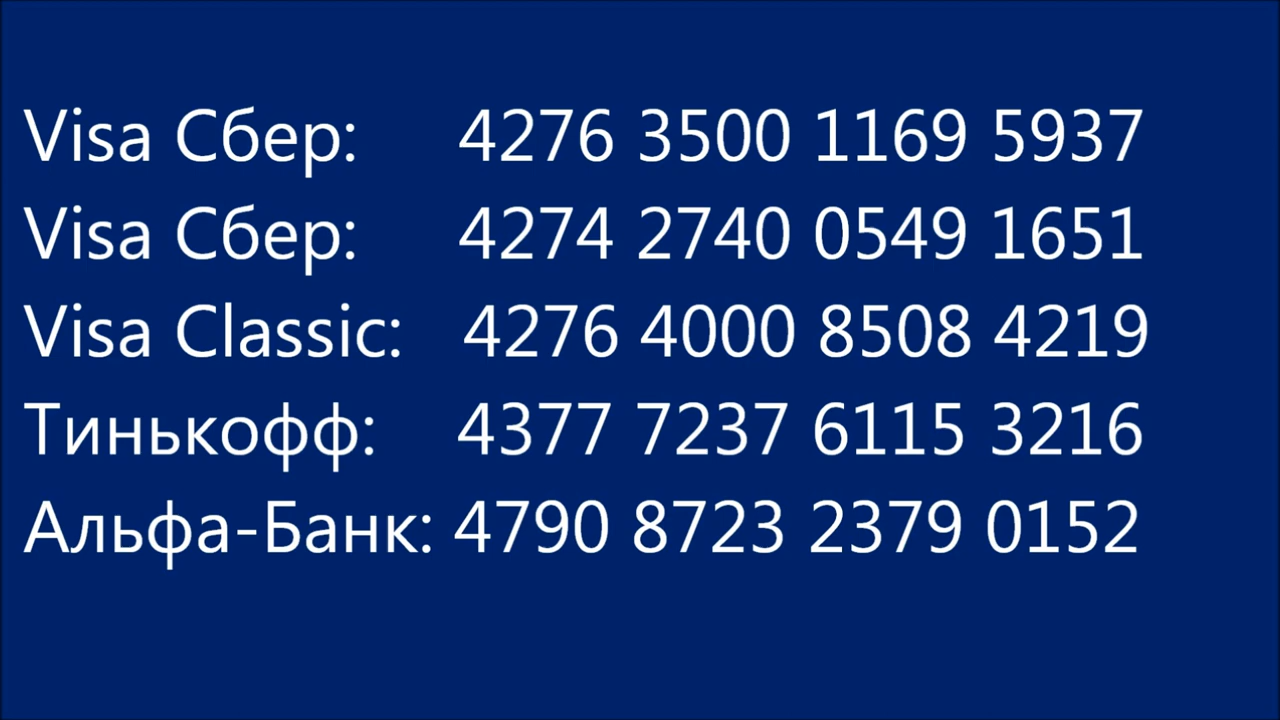 Visa Сбер: 4276 3500 1169 5937
Visa Сбер: 4274 2740 0549 1651
Visa Classic: 4276 4000 8508 4219
Тинькофф: 4377 7237 6115 3216
Альфа-Банк: 4790 8723 2379 0152